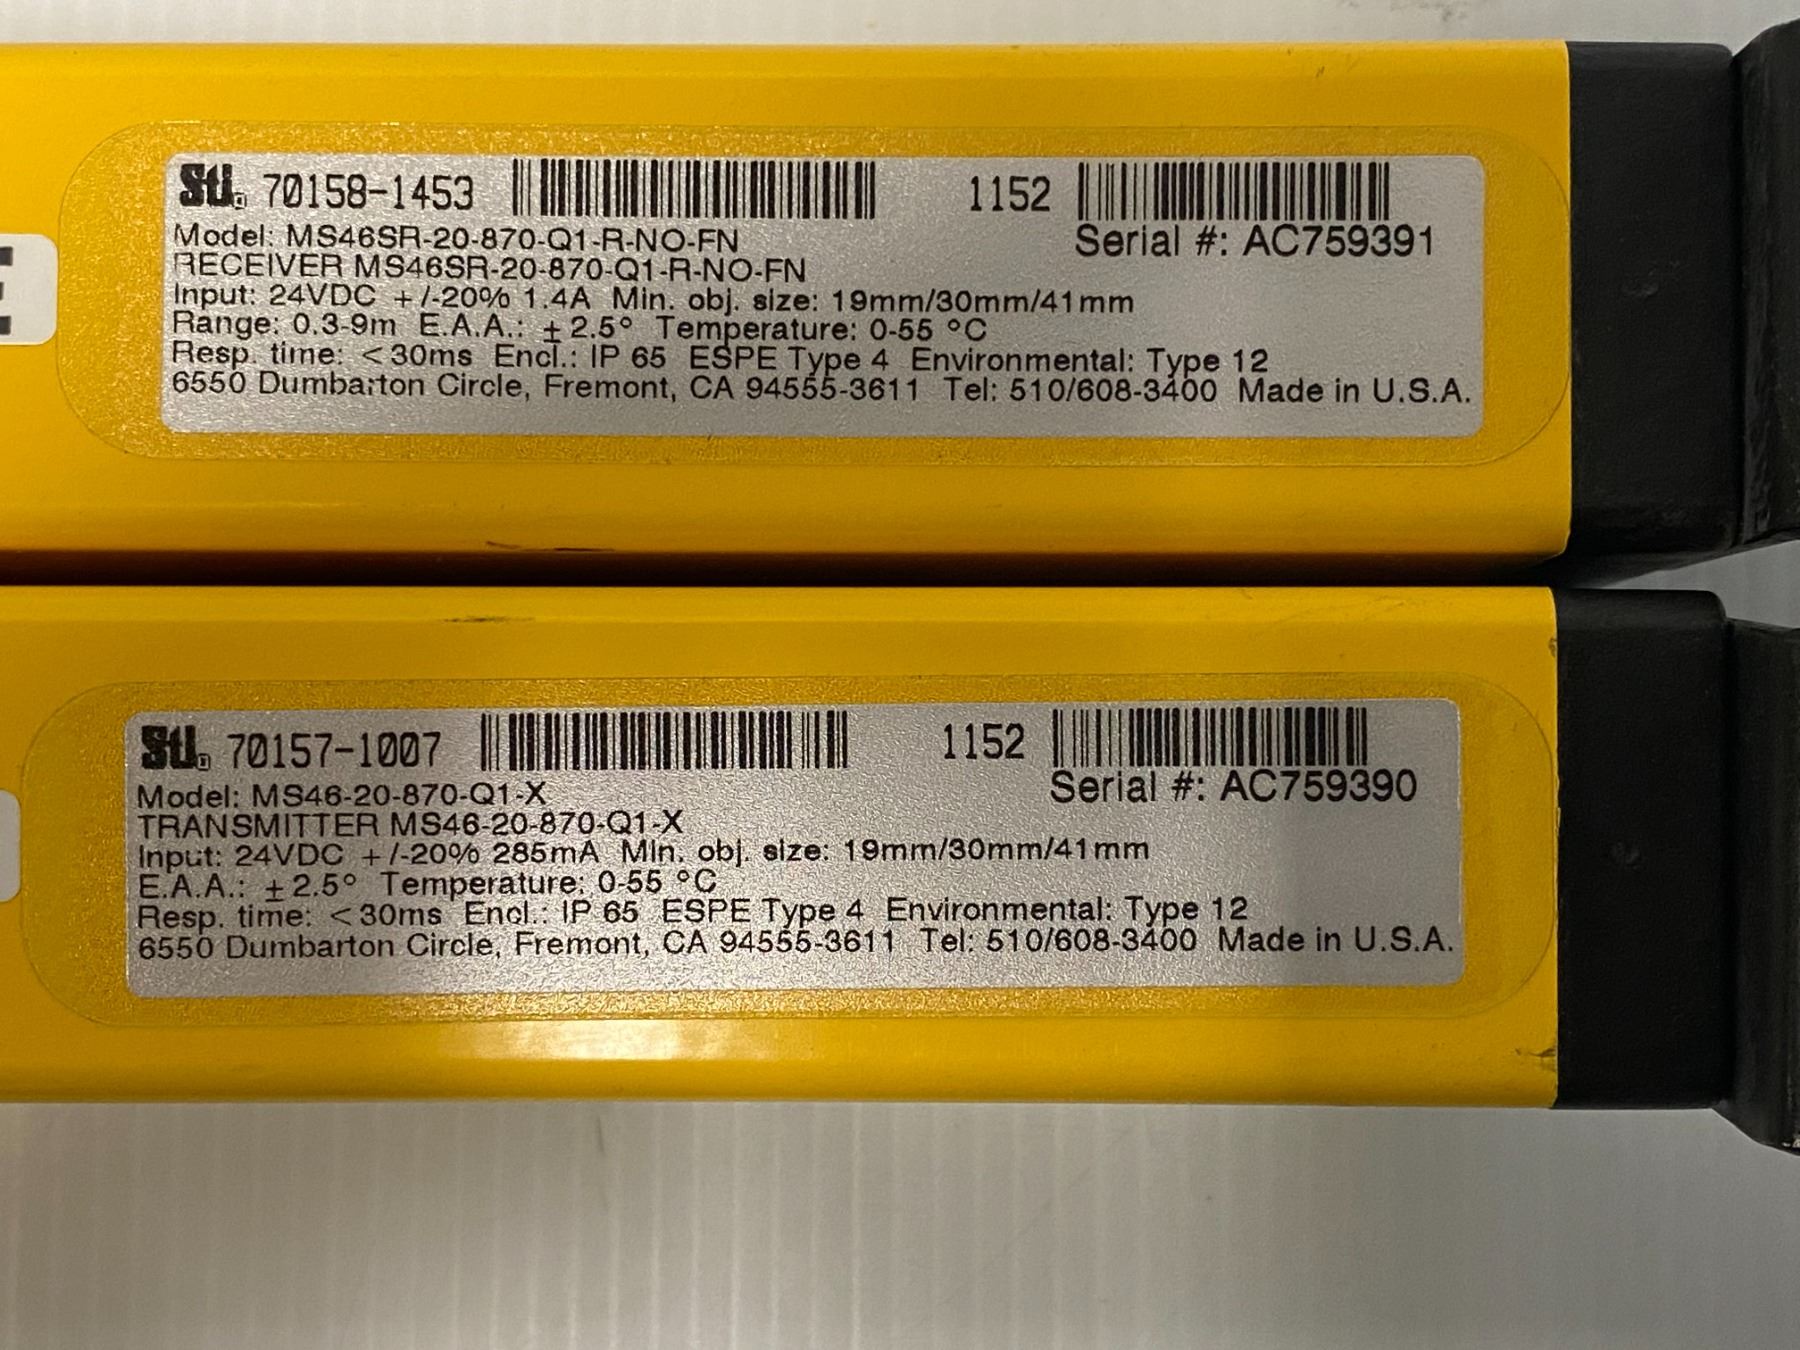 STI. 70158-1453 1152
Model: MS46SR-20-870-Q1-R-NO-FN Serial #: AC759391
RECEIVER MS46SR-20-870-Q1-R-NO-FN
Input: 24VDC +/-20% 1.4A Min. obj. size: 19mm/30mm/41mm
Range: 0.3-9m E.A.A.: ±2.5° Temperature: 0-55 °C
Resp. time: <30ms Encl.: IP 65 ESPE Type 4 Environmental: Type 12
6550 Dumbarton Circle, Fremont, CA 94555-3611 Tel: 510/608-3400 Made in U.S.A.
STI. 70157-1007 1152
Model: MS46-20-870-Q1-X Serial #: AC759390
TRANSMITTER MS46-20-870-Q1-X
Input: 24VDC +/-20% 285mA Min. obj. size: 19mm/30mm/41mm
E.A.A.: ±2.5° Temperature: 0-55 °C
Resp. time: <30ms Encl.: IP 65 ESPE Type 4 Environmental: Type 12
6550 Dumbarton Circle, Fremont, CA 94555-3611 Tel: 510/608-3400 Made in U.S.A.